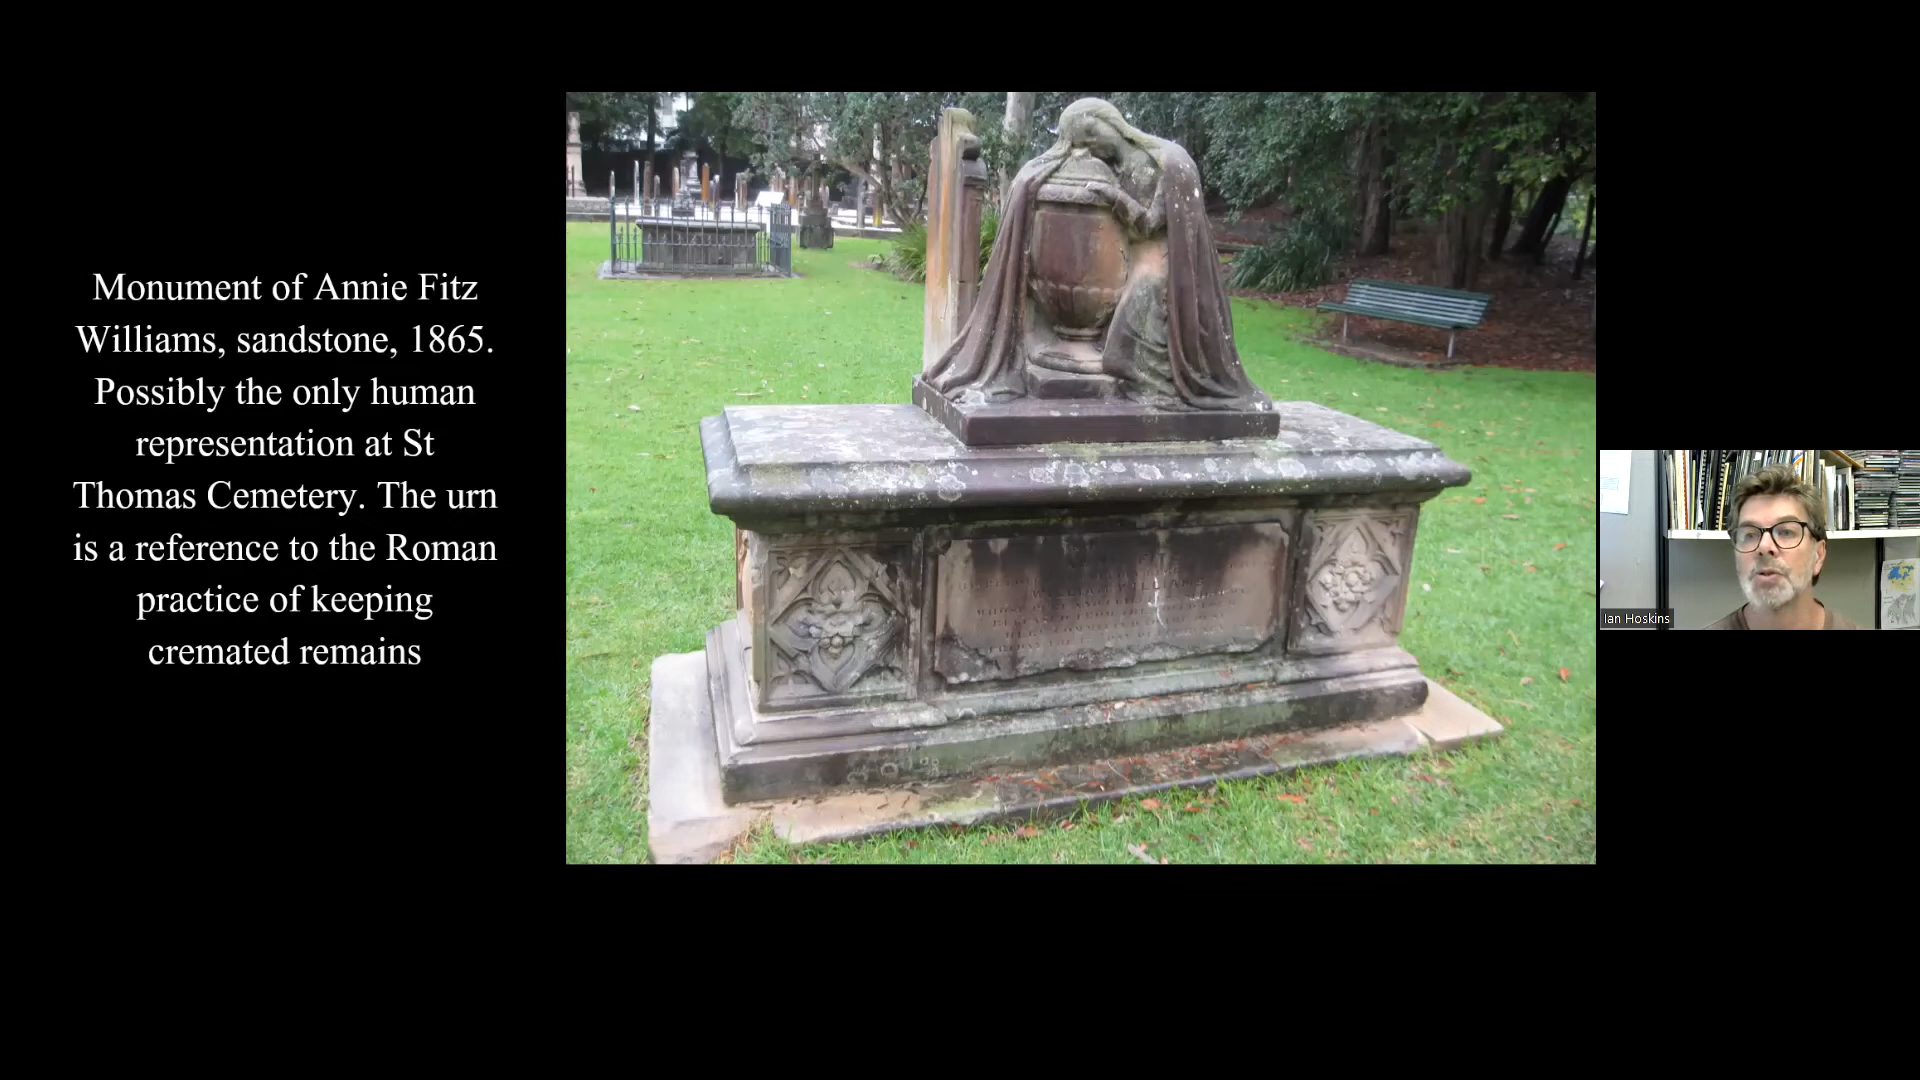 Monument of Annie Fitz
Williams, sandstone, 1865.
Possibly the only human
representation at St
Thomas Cemetery. The urn
is a reference to the Roman
practice of keeping
cremated remains
WILLIAMS
Ian Hoskins